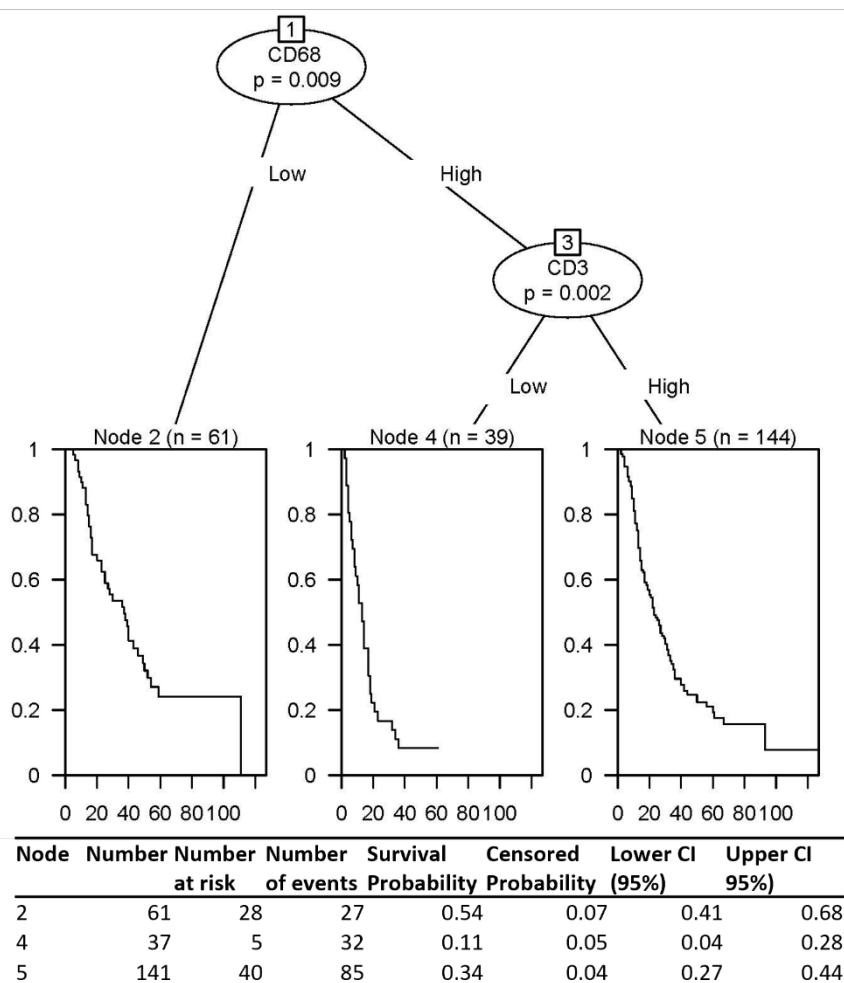 1
CD68
p = 0.009
Low High
3
CD3
p = 0.002
Low High
Node 2 (n = 61) Node 4 (n = 39) Node 5 (n = 144)
1 1 1
0.8 0.8 0.8
0.6 0.6 0.6
0.4 0.4 0.4
0.2 0.2 0.2
0 0 0
0 20 40 60 80 100 0 20 40 60 80 100 0 20 40 60 80 100
Node Number Number Number Survival Censored Lower CI Upper CI
at risk of events Probability Probability (95%) 95%)
2 61 28 27 0.54 0.07 0.41 0.68
4 37 5 32 0.11 0.05 0.04 0.28
5 141 40 85 0.34 0.04 0.27 0.44